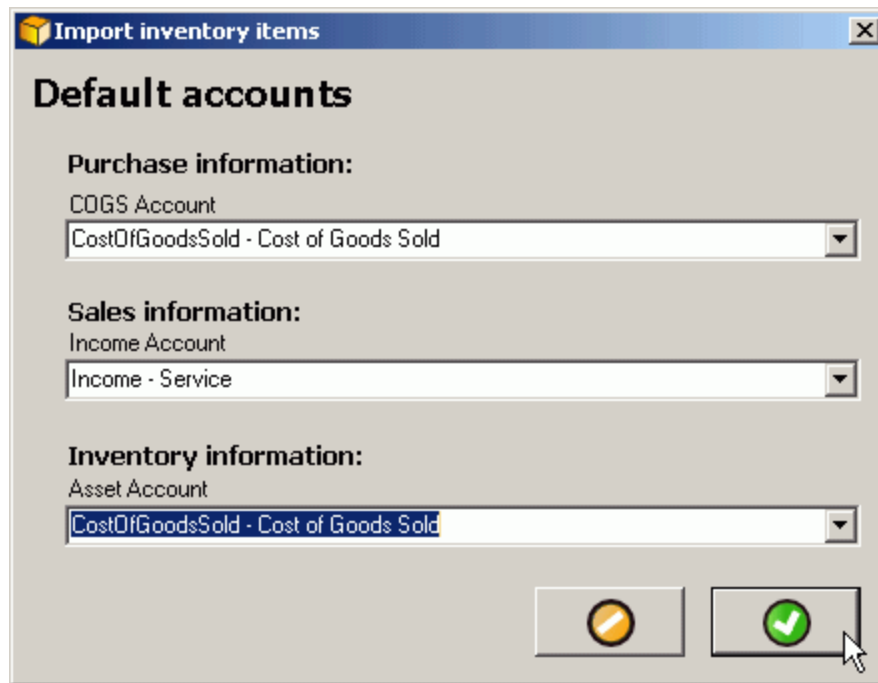 Import inventory items
Default accounts
Purchase information:
COGS Account
CostOfGoodsSold - Cost of Goods Sold
Sales information:
Income Account
Income - Service
Inventory information:
Asset Account
CostOfGoodsSold - Cost of Goods Sold